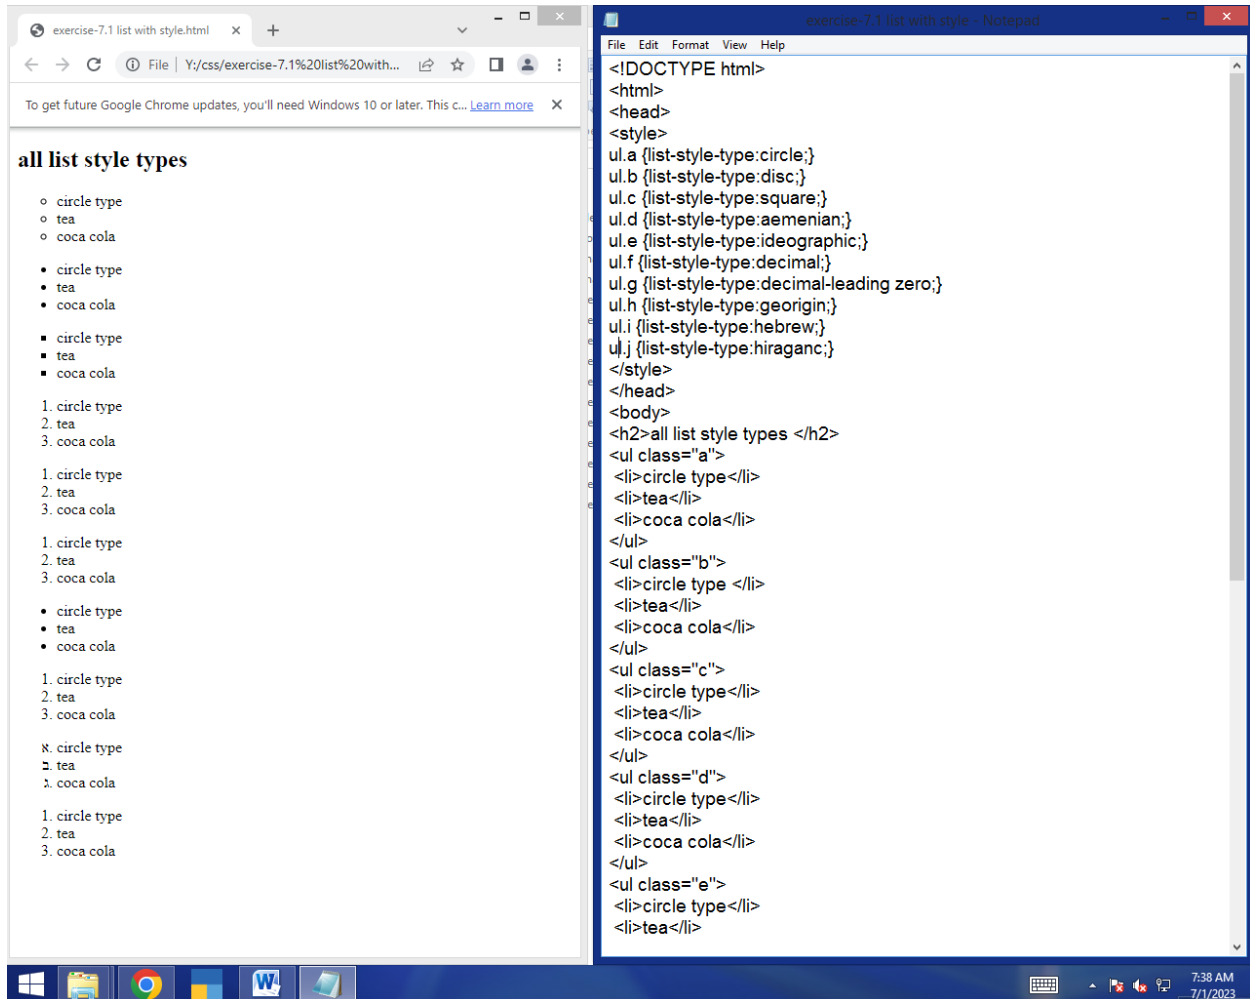 exercise-7.1 list with style.html
File
Y:/css/exercise-7.1%20list%20with...
To get future Google Chrome updates, you'll need Windows 10 or later. This c... Learn more
all list style types
circle type
tea
coca cola
circle type
tea
coca cola
circle type
tea
coca cola
1. circle type
2. tea
3. coca cola
1. circle type
2. tea
3. coca cola
1. circle type
2. tea
3. coca cola
circle type
tea
coca cola
1. circle type
2. tea
3. coca cola
א. circle type
ב. tea
ג. coca cola
1. circle type
2. tea
3. coca cola
exercise-7.1 list with style - Notepad
File Edit Format View Help
<!DOCTYPE html>
<html>
<head>
<style>
ul.a {list-style-type:circle;}
ul.b {list-style-type:disc;}
ul.c {list-style-type:square;}
ul.d {list-style-type:aemenian;}
ul.e {list-style-type:ideographic;}
ul.f {list-style-type:decimal;}
ul.g {list-style-type:decimal-leading zero;}
ul.h {list-style-type:georigin;}
ul.i {list-style-type:hebrew;}
ul.j {list-style-type:hiraganc;}
</style>
</head>
<body>
<h2>all list style types </h2>
<ul class="a">
<li>circle type</li>
<li>tea</li>
<li>coca cola</li>
</ul>
<ul class="b">
<li>circle type </li>
<li>tea</li>
<li>coca cola</li>
</ul>
<ul class="c">
<li>circle type</li>
<li>tea</li>
<li>coca cola</li>
</ul>
<ul class="d">
<li>circle type</li>
<li>tea</li>
<li>coca cola</li>
</ul>
<ul class="e">
<li>circle type</li>
<li>tea</li>
7:38 AM
7/1/2023